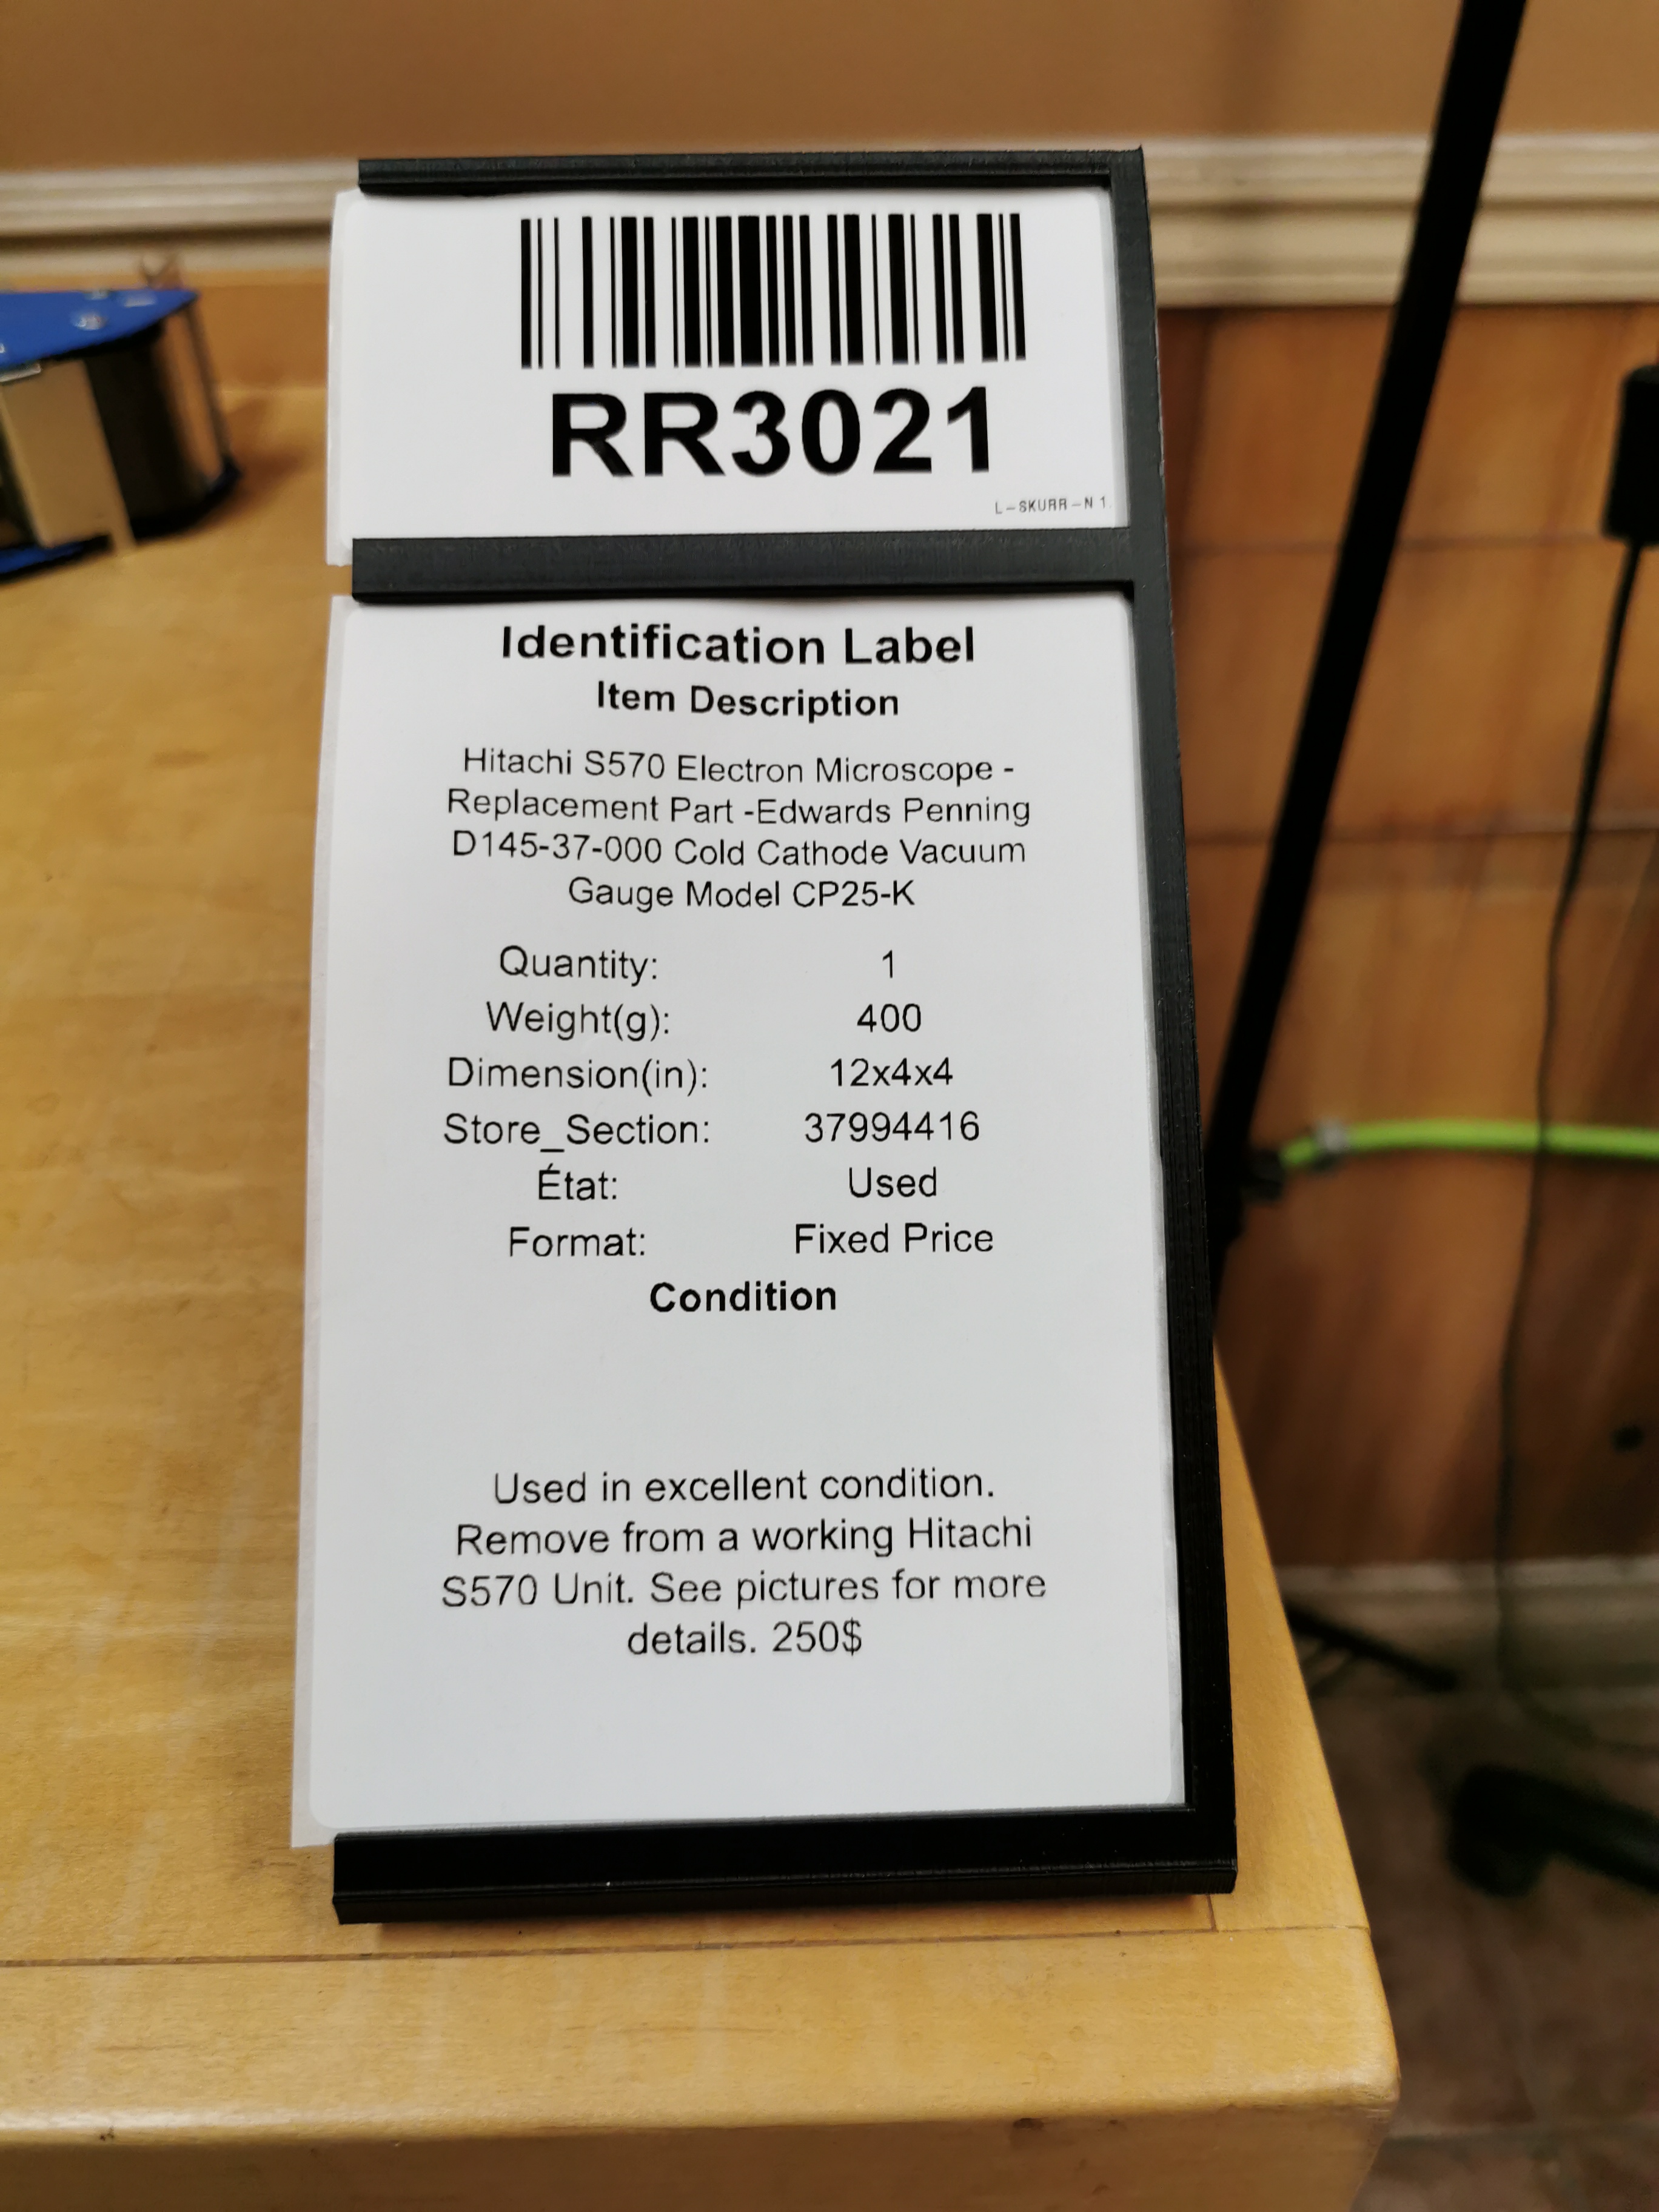 RR3021
L-SKURR-N 1
Identification Label
Item Description
Hitachi S570 Electron Microscope -
Replacement Part -Edwards Penning
D145-37-000 Cold Cathode Vacuum
Gauge Model CP25-K
Quantity: 1
Weight(g): 400
Dimension(in): 12x4x4
Store_Section: 37994416
État: Used
Format: Fixed Price
Condition
Used in excellent condition.
Remove from a working Hitachi
S570 Unit. See pictures for more
details. 250$